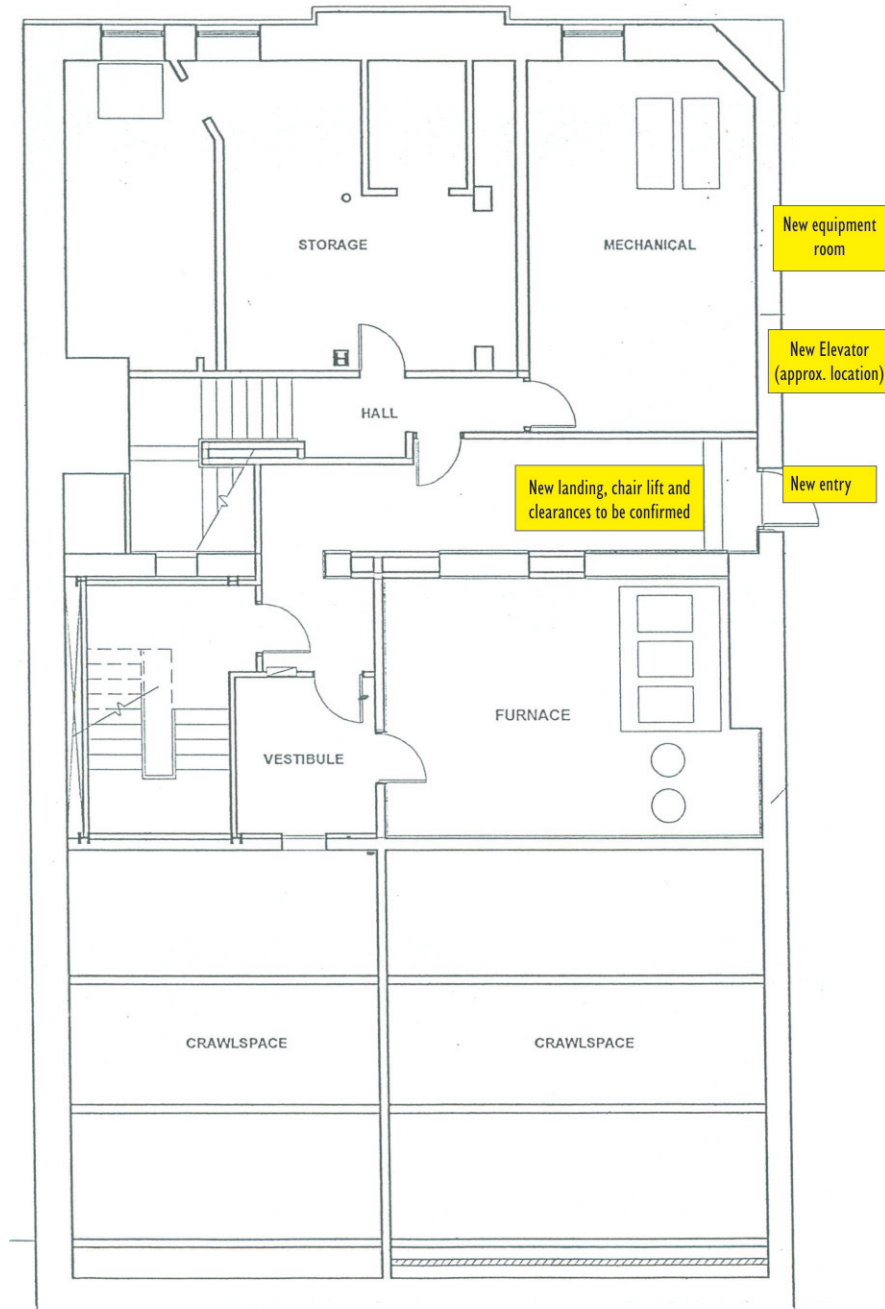 New equipment
room
STORAGE
MECHANICAL
New Elevator
(approx. location)
HALL
New landing, chair lift and
clearances to be confirmed
New entry
FURNACE
VESTIBULE
CRAWLSPACE
CRAWLSPACE